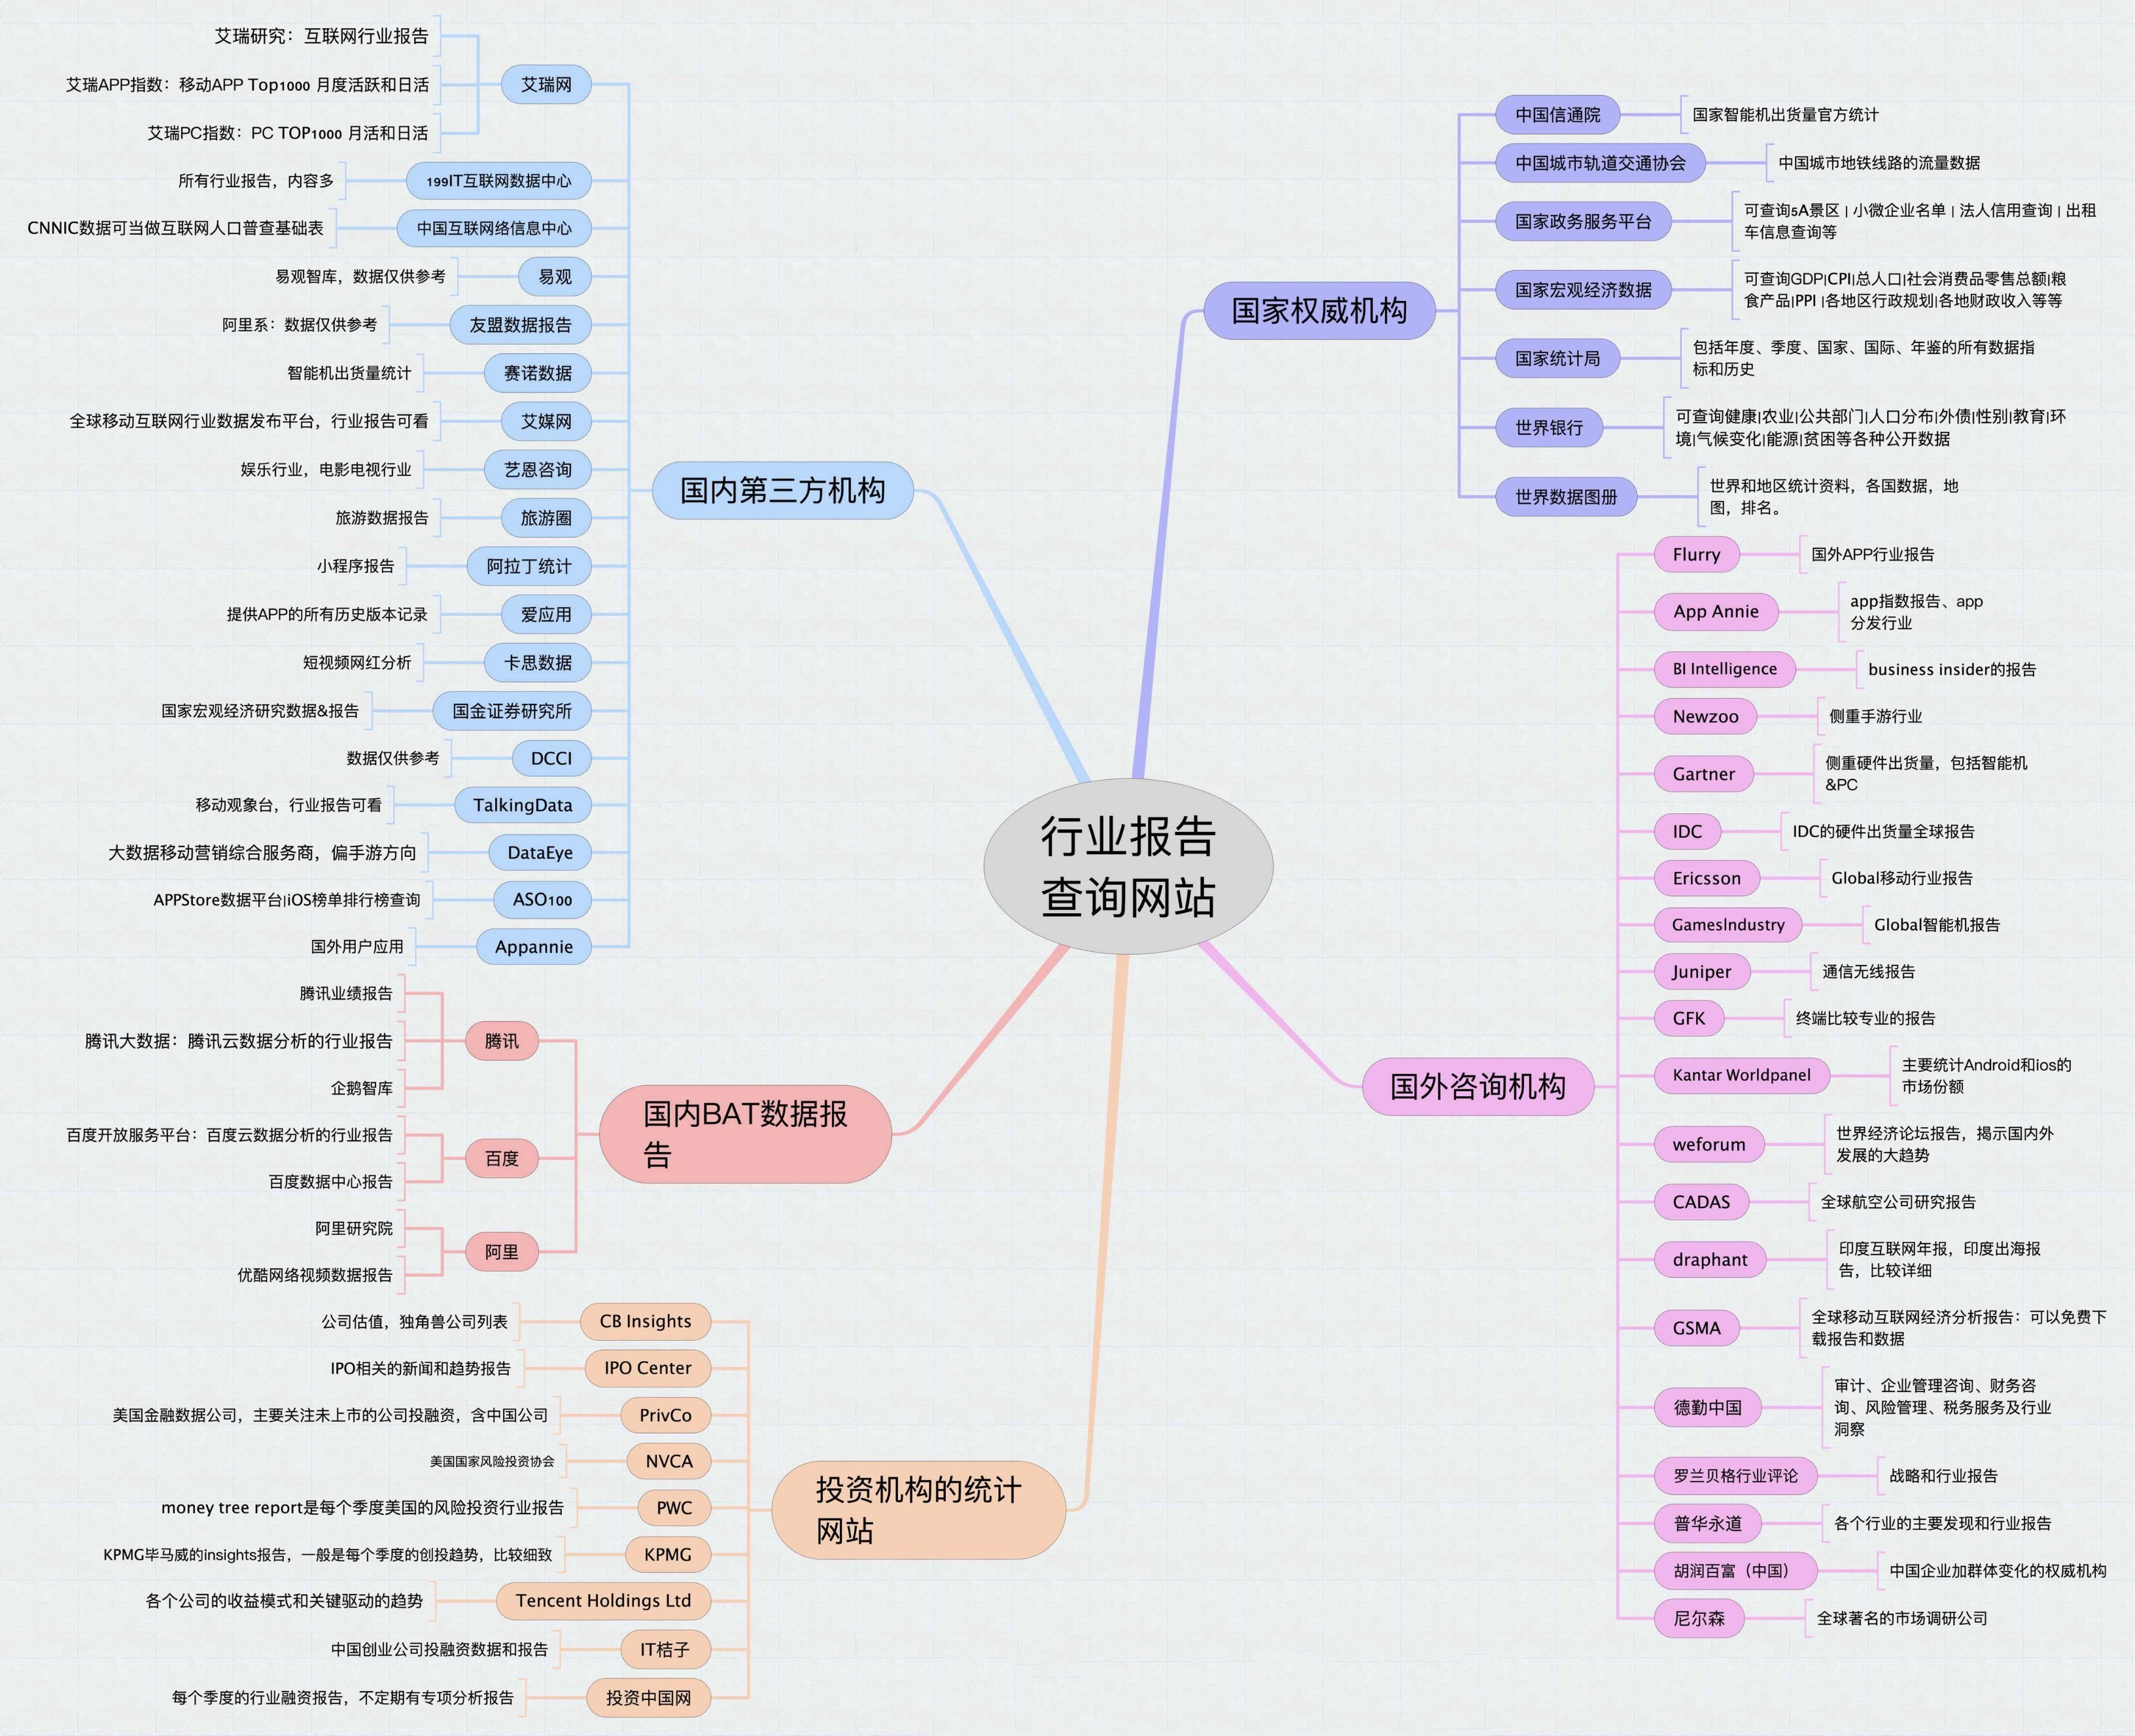 行业报告
查询网站
国内第三方机构
艾瑞网
艾瑞研究：互联网行业报告
艾瑞APP指数：移动APP Top1000 月度活跃和日活
艾瑞PC指数：PC TOP1000 月活和日活
199IT互联网数据中心
所有行业报告，内容多
中国互联网络信息中心
CNNIC数据可当做互联网人口普查基础表
易观
易观智库，数据仅供参考
友盟数据报告
阿里系：数据仅供参考
赛诺数据
智能机出货量统计
艾媒网
全球移动互联网行业数据发布平台，行业报告可看
艺恩咨询
娱乐行业，电影电视行业
旅游圈
旅游数据报告
阿拉丁统计
小程序报告
爱应用
提供APP的所有历史版本记录
卡思数据
短视频网红分析
国金证券研究所
国家宏观经济研究数据&报告
DCCI
数据仅供参考
TalkingData
移动观象台，行业报告可看
DataEye
大数据移动营销综合服务商，偏手游方向
ASO100
APPStore数据平台|iOS榜单排行榜查询
Appannie
国外用户应用
国内BAT数据报
告
腾讯
腾讯业绩报告
腾讯大数据：腾讯云数据分析的行业报告
企鹅智库
百度
百度开放服务平台：百度云数据分析的行业报告
百度数据中心报告
阿里
阿里研究院
优酷网络视频数据报告
投资机构的统计
网站
CB Insights
公司估值，独角兽公司列表
IPO Center
IPO相关的新闻和趋势报告
PrivCo
美国金融数据公司，主要关注未上市的公司投融资，含中国公司
NVCA
美国国家风险投资协会
PWC
money tree report是每个季度美国的风险投资行业报告
KPMG
KPMG毕马威的insights报告，一般是每个季度的创投趋势，比较细致
Tencent Holdings Ltd
各个公司的收益模式和关键驱动的趋势
IT桔子
中国创业公司投融资数据和报告
投资中国网
每个季度的行业融资报告，不定期有专项分析报告
国家权威机构
中国信通院
国家智能机出货量官方统计
中国城市轨道交通协会
中国城市地铁线路的流量数据
国家政务服务平台
可查询5A景区 | 小微企业名单 | 法人信用查询 | 出租
车信息查询等
国家宏观经济数据
可查询GDP|CPI|总人口|社会消费品零售总额|粮
食产品|PPI |各地区行政规划|各地财政收入等等
国家统计局
包括年度、季度、国家、国际、年鉴的所有数据指
标和历史
世界银行
可查询健康|农业|公共部门|人口分布|外债|性别|教育|环
境|气候变化|能源|贫困等各种公开数据
世界数据图册
世界和地区统计资料，各国数据，地
图，排名。
国外咨询机构
Flurry
国外APP行业报告
App Annie
app指数报告、app
分发行业
BI Intelligence
business insider的报告
Newzoo
侧重手游行业
Gartner
侧重硬件出货量，包括智能机
&PC
IDC
IDC的硬件出货量全球报告
Ericsson
Global移动行业报告
GamesIndustry
Global智能机报告
Juniper
通信无线报告
GFK
终端比较专业的报告
Kantar Worldpanel
主要统计Android和ios的
市场份额
weforum
世界经济论坛报告，揭示国内外
发展的大趋势
CADAS
全球航空公司研究报告
draphant
印度互联网年报，印度出海报
告，比较详细
GSMA
全球移动互联网经济分析报告：可以免费下
载报告和数据
德勤中国
审计、企业管理咨询、财务咨
询、风险管理、税务服务及行业
洞察
罗兰贝格行业评论
战略和行业报告
普华永道
各个行业的主要发现和行业报告
胡润百富（中国）
中国企业加群体变化的权威机构
尼尔森
全球著名的市场调研公司